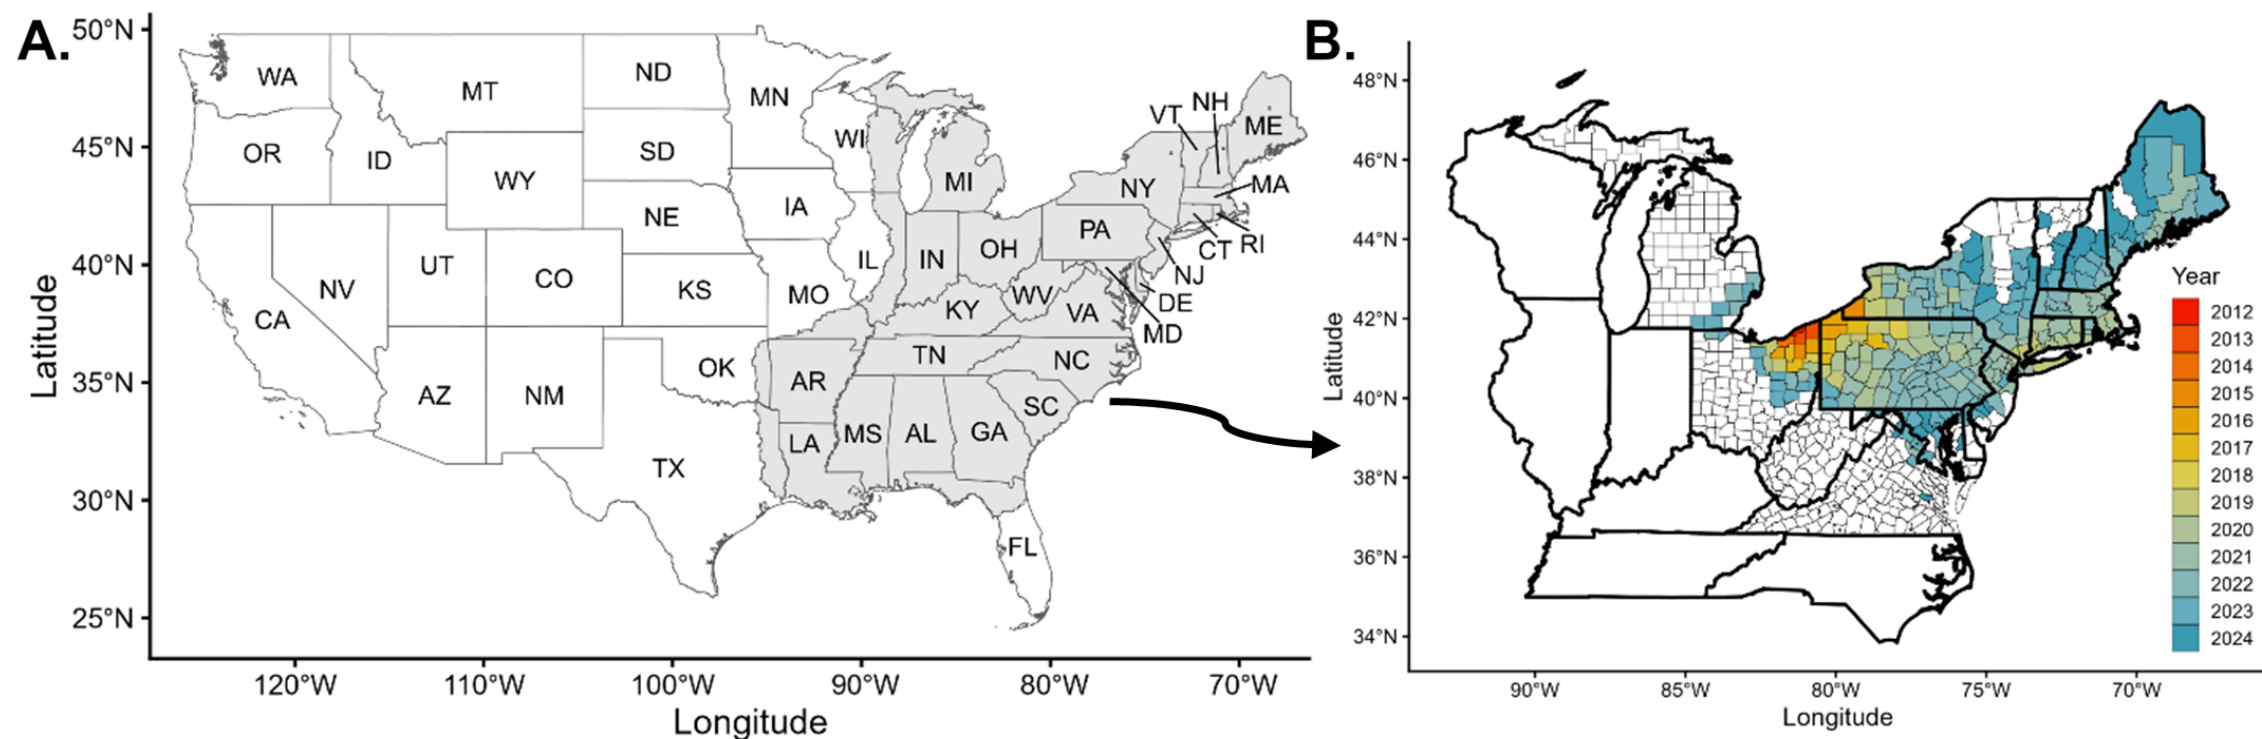 A.
50°N
45°N
40°N
35°N
30°N
25°N
Latitude
WA
MT
ND
MN
OR
ID
SD
WI
WY
IA
NE
MI
NY
VT
NH
ME
MA
RI
CT
NJ
DE
MD
PA
NV
UT
CO
KS
MO
IL
IN
OH
WV
VA
KY
CA
AZ
NM
OK
AR
TN
NC
SC
TX
LA
MS
AL
GA
FL
120°W
110°W
100°W
90°W
80°W
70°W
Longitude
B.
48°N
46°N
44°N
42°N
40°N
38°N
36°N
34°N
Latitude
90°W
85°W
80°W
75°W
70°W
Longitude
Year
2012
2013
2014
2015
2016
2017
2018
2019
2020
2021
2022
2023
2024